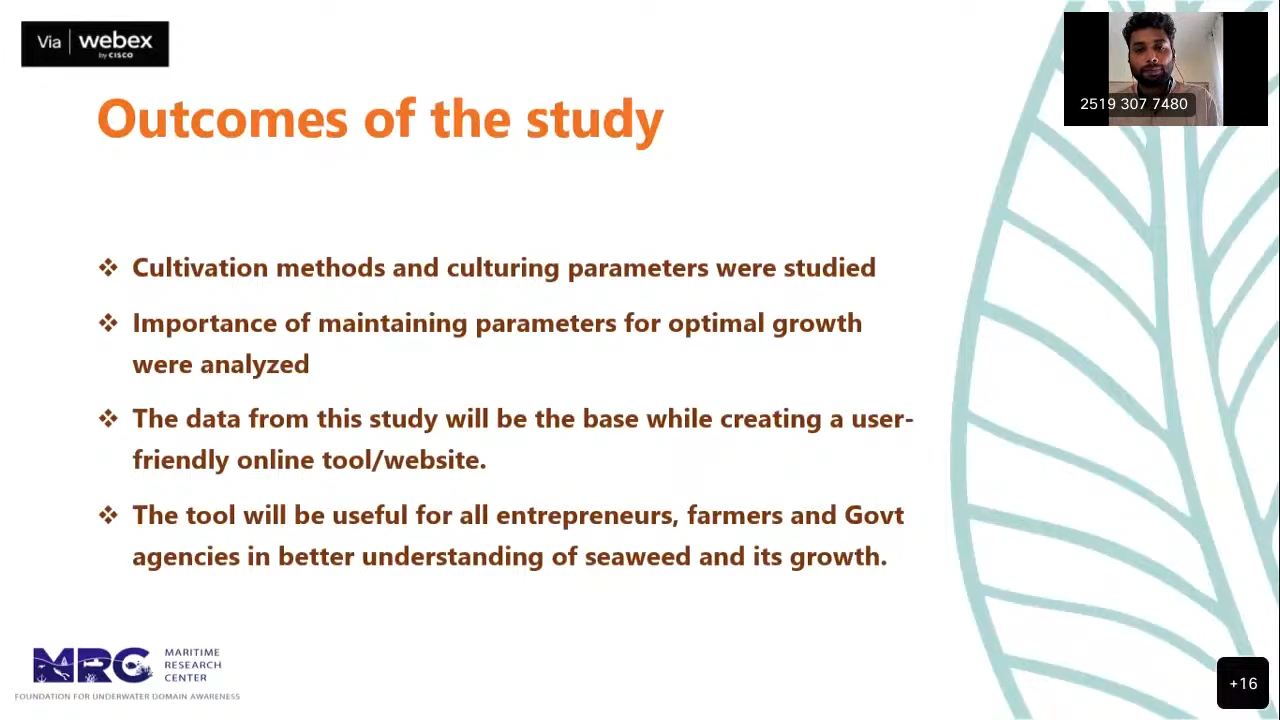 Via | webex
by CISCO
2519 307 7480
Outcomes of the study
❖ Cultivation methods and culturing parameters were studied
❖ Importance of maintaining parameters for optimal growth
were analyzed
❖ The data from this study will be the base while creating a user-
friendly online tool/website.
❖ The tool will be useful for all entrepreneurs, farmers and Govt
agencies in better understanding of seaweed and its growth.
MRC
MARITIME
RESEARCH
CENTER
FOUNDATION FOR UNDERWATER DOMAIN AWARENESS
+16